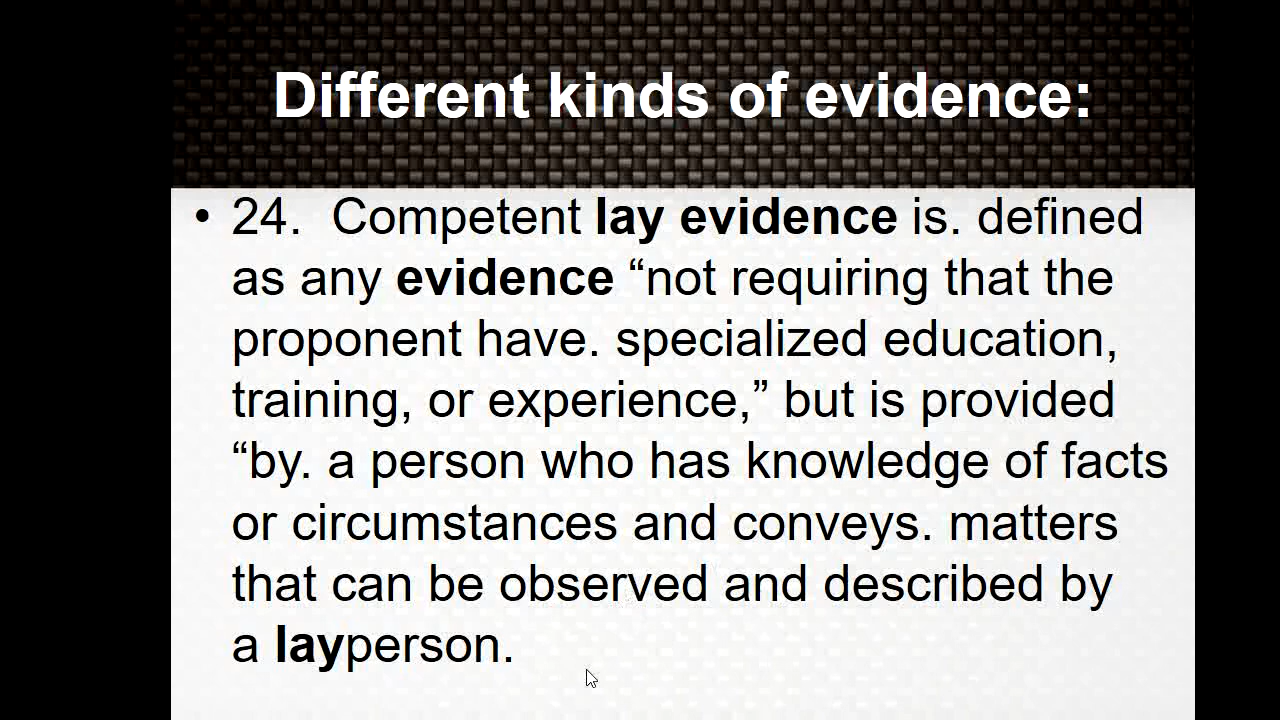 Different kinds of evidence:
• 24.  Competent lay evidence is. defined
as any evidence “not requiring that the
proponent have. specialized education,
training, or experience,” but is provided
“by. a person who has knowledge of facts
or circumstances and conveys. matters
that can be observed and described by
a layperson.